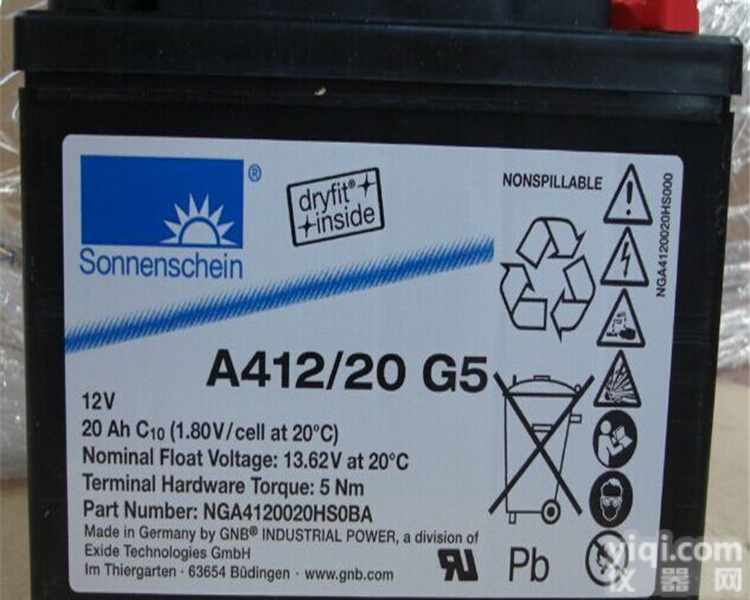 Sonnenschein®
dryfit®
inside
NONSPILLABLE
NGA4120020HS000
A412/20 G5
12V
20 Ah C10 (1.80V/cell at 20°C)
Nominal Float Voltage: 13.62V at 20°C
Terminal Hardware Torque: 5 Nm
Part Number: NGA4120020HS0BA
Made in Germany by GNB® INDUSTRIAL POWER, a division of
Exide Technologies GmbH
Im Thiergarten · 63654 Büdingen · www.gnb.com
Pb
yiqi.com
仪器网